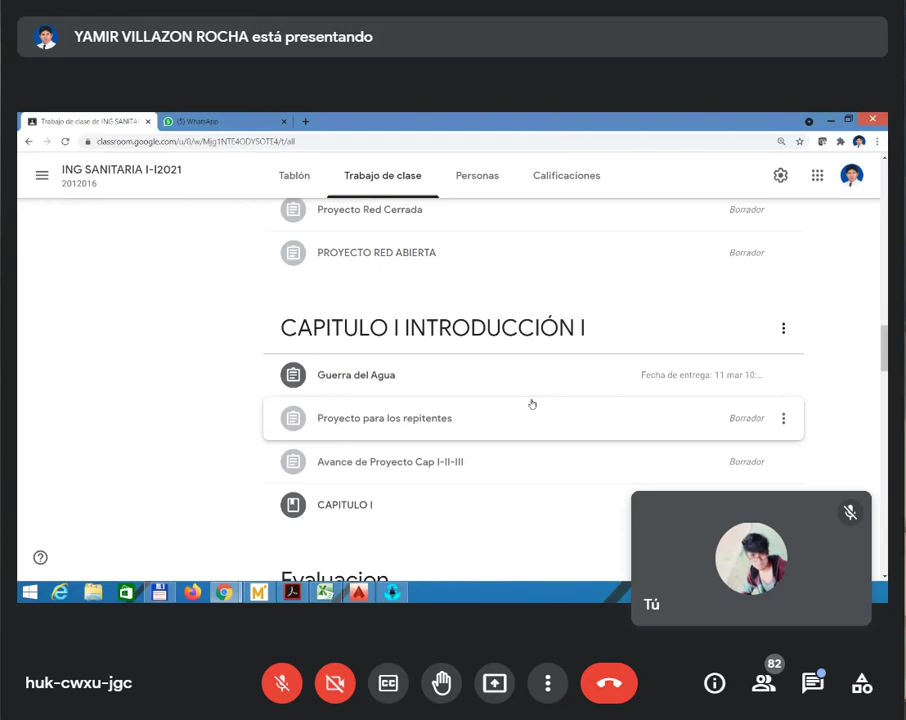 YAMIR VILLAZON ROCHA está presentando
Trabajo de clase de ING SANITA
(5) WhatsApp
classroom.google.com/u/0/w/Mjg1NTE4ODY5OTE4/t/all
ING SANITARIA I-I2021
2012016
Tablón
Trabajo de clase
Personas
Calificaciones
Proyecto Red Cerrada
Borrador
PROYECTO RED ABIERTA
Borrador
CAPITULO I INTRODUCCIÓN I
Guerra del Agua
Fecha de entrega: 11 mar 10:...
Proyecto para los repitentes
Borrador
Avance de Proyecto Cap I-II-III
Borrador
CAPITULO I
Evaluacion
Tú
huk-cwxu-jgc
82